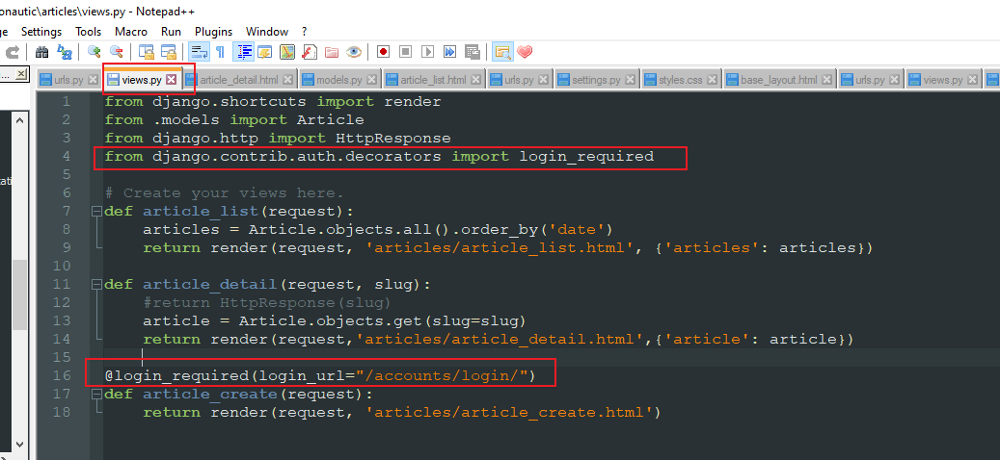 onautic\articles\views.py - Notepad++
Settings Tools Macro Run Plugins Window ?
urls.py views.py article_detail.html models.py article_list.html urls.py settings.py styles.css base_layout.html urls.py views.py
1 from django.shortcuts import render
2 from .models import Article
3 from django.http import HttpResponse
4 from django.contrib.auth.decorators import login_required
5
6 # Create your views here.
7 def article_list(request):
8 articles = Article.objects.all().order_by('date')
9 return render(request, 'articles/article_list.html', {'articles': articles})
10
11 def article_detail(request, slug):
12 #return HttpResponse(slug)
13 article = Article.objects.get(slug=slug)
14 return render(request,'articles/article_detail.html',{'article': article})
15
16 @login_required(login_url="/accounts/login/")
17 def article_create(request):
18 return render(request, 'articles/article_create.html')